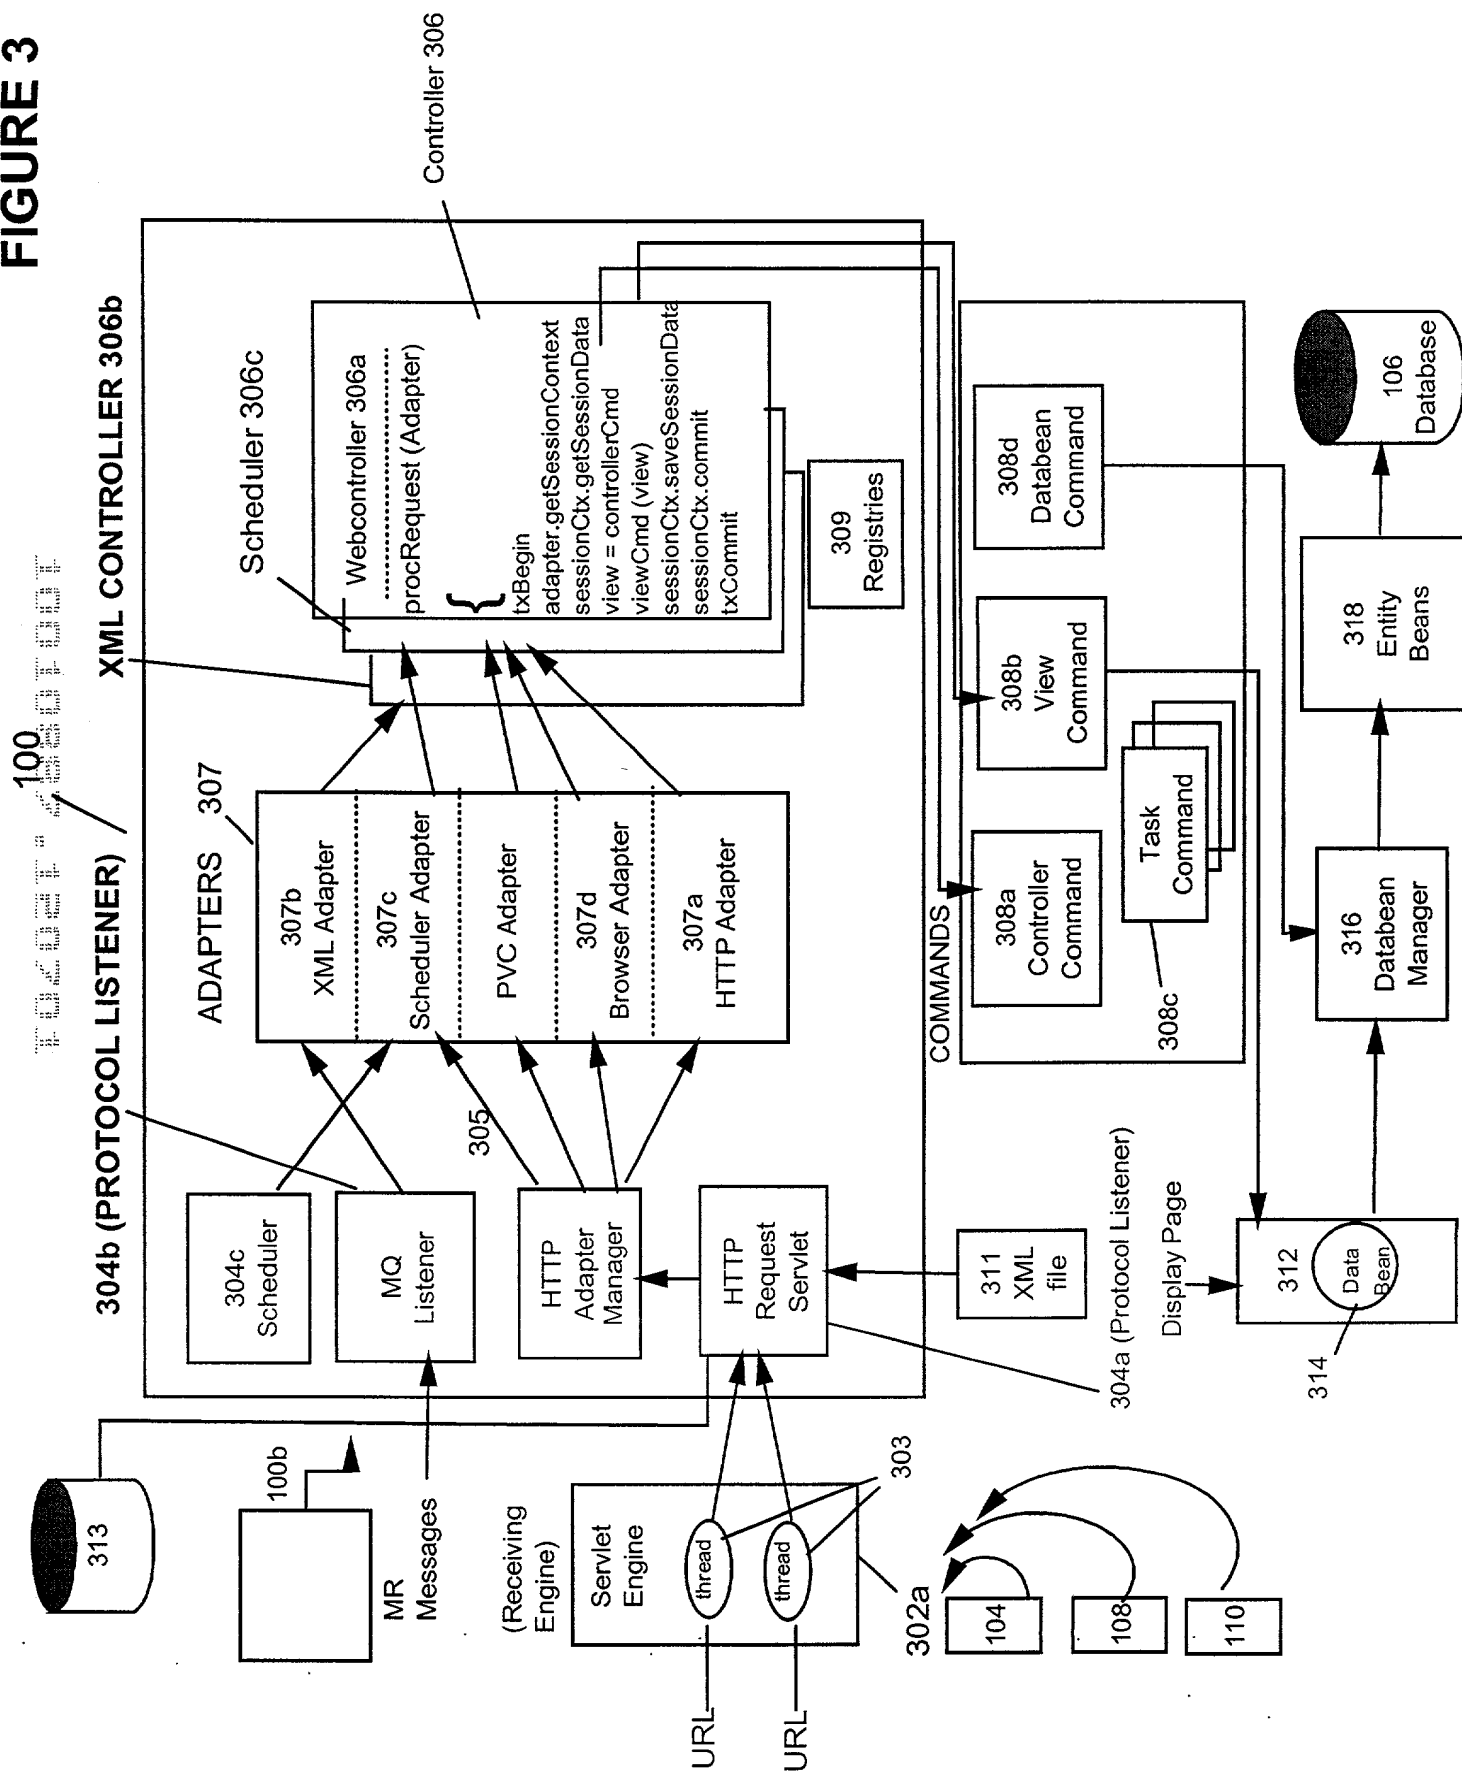 FIGURE 3
100
304b (PROTOCOL LISTENER)
XML CONTROLLER 306b
Scheduler 306c
Controller 306
ADAPTERS 307
313
100b
MR
Messages
(Receiving
Engine)
Servlet
Engine
thread
thread
303
URL
URL
302a
104
108
110
304c
Scheduler
MQ
Listener
HTTP
Adapter
Manager
305
HTTP
Request
Servlet
307b
XML Adapter
307c
Scheduler Adapter
PVC Adapter
307d
Browser Adapter
307a
HTTP Adapter
Webcontroller 306a
procRequest (Adapter)
{
txBegin
adapter.getSessionContext
sessionCtx.getSessionData
view = controllerCmd
viewCmd (view)
sessionCtx.saveSessionData
sessionCtx.commit
txCommit
309
Registries
311
XML
file
304a (Protocol Listener)
Display Page
312
Data
Bean
314
COMMANDS
308a
Controller
Command
308b
View
Command
308d
Databean
Command
Task
Command
308c
316
Databean
Manager
318
Entity
Beans
106
Database